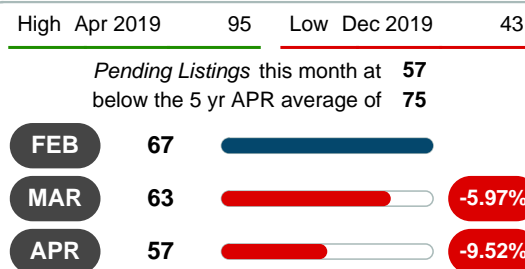 High Apr 2019 95 Low Dec 2019 43
Pending Listings this month at 57
below the 5 yr APR average of 75
FEB 67
MAR 63 -5.97%
APR 57 -9.52%